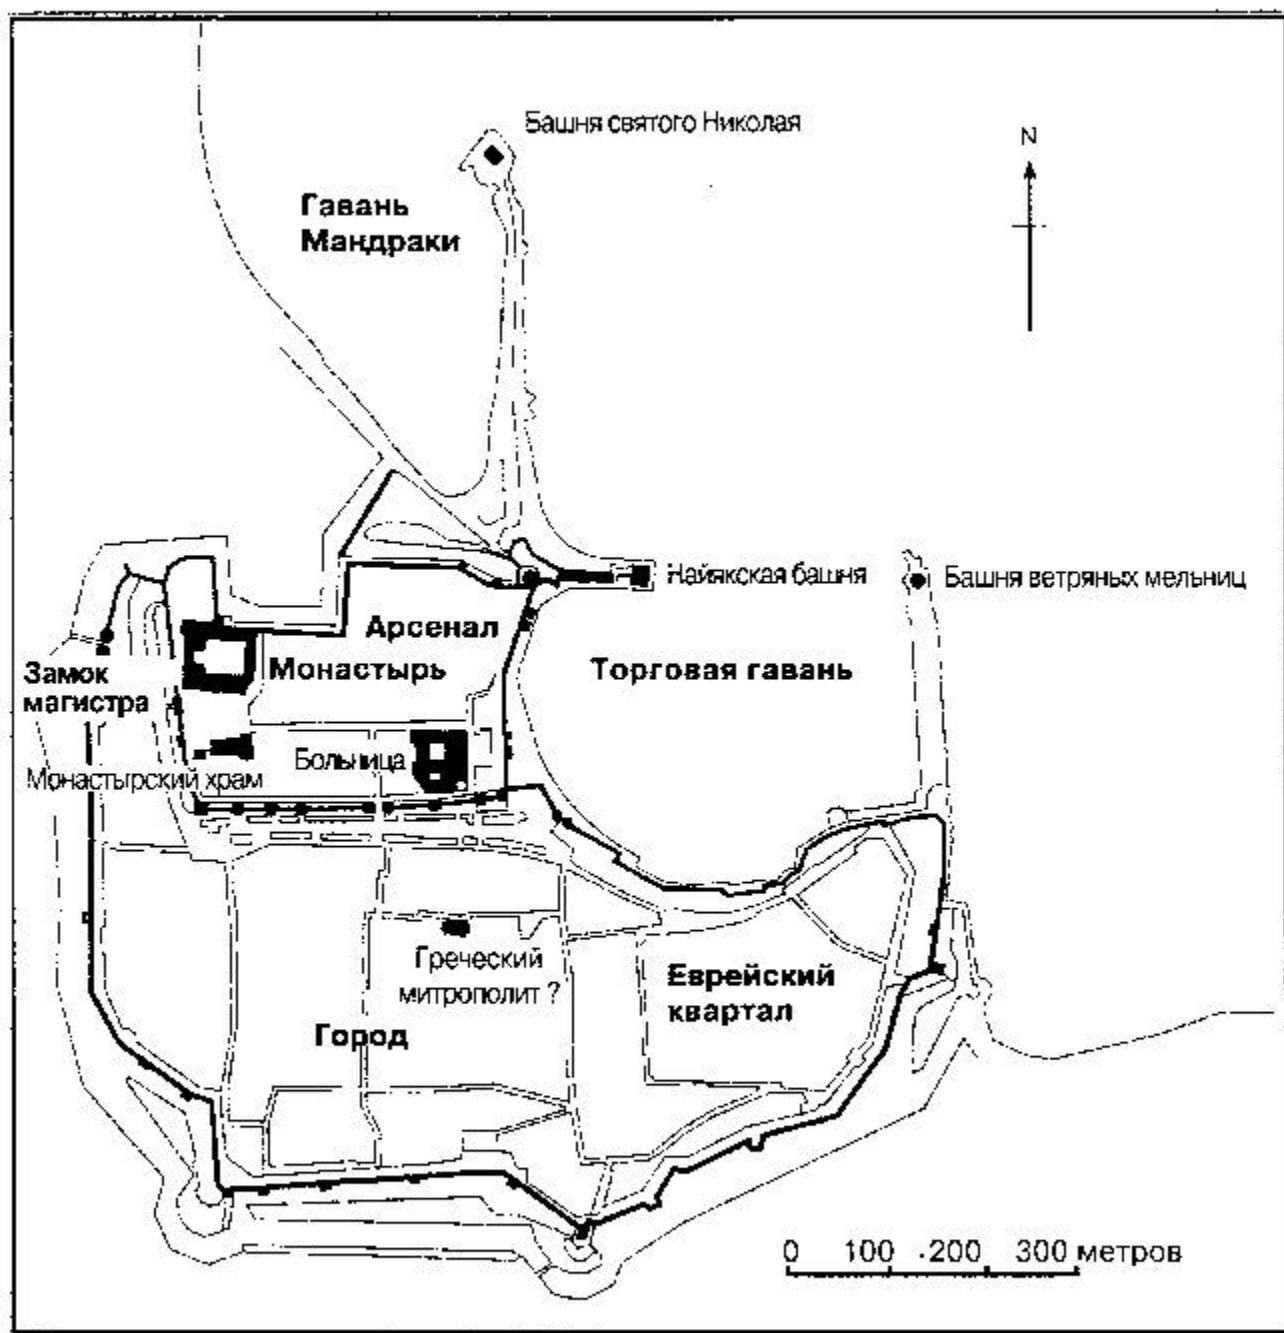 Башня святого Николая
N
Гавань
Мандраки
Найякская башня
Башня ветряных мельниц
Арсенал
Замок
магистра
Монастырь
Торговая гавань
Больница
Монастырский храм
Греческий
митрополит ?
Еврейский
квартал
Город
0 100 200 300 метров